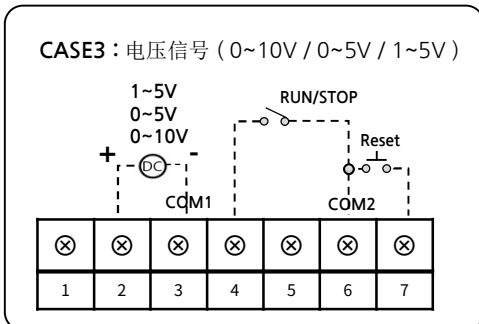 CASE3：电压信号（0~10V / 0~5V / 1~5V）
1~5V
0~5V
0~10V
RUN/STOP
Reset
+ DC -
COM1
COM2
1 2 3 4 5 6 7